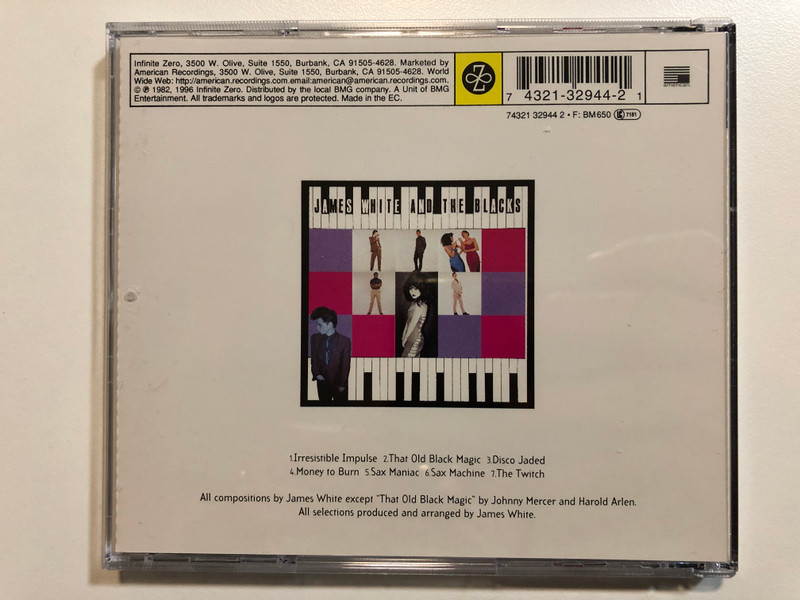 Infinite Zero, 3500 W. Olive, Suite 1550, Burbank, CA 91505-4628. Marketed by
American Recordings, 3500 W. Olive, Suite 1550, Burbank, CA 91505-4628. World
Wide Web: http://american.recordings.com.email:american@american.recordings.com.
© ℗ 1982, 1996 Infinite Zero. Distributed by the local BMG company. A Unit of BMG
Entertainment. All trademarks and logos are protected. Made in the EC.
Z
7 4321-32944-2 1
74321 32944 2 • F: BM650 LC 7181
JAMES WHITE AND THE BLACKS
1.Irresistible Impulse 2.That Old Black Magic 3.Disco Jaded
4.Money to Burn 5.Sax Maniac 6.Sax Machine 7.The Twitch
All compositions by James White except "That Old Black Magic" by Johnny Mercer and Harold Arlen.
All selections produced and arranged by James White.